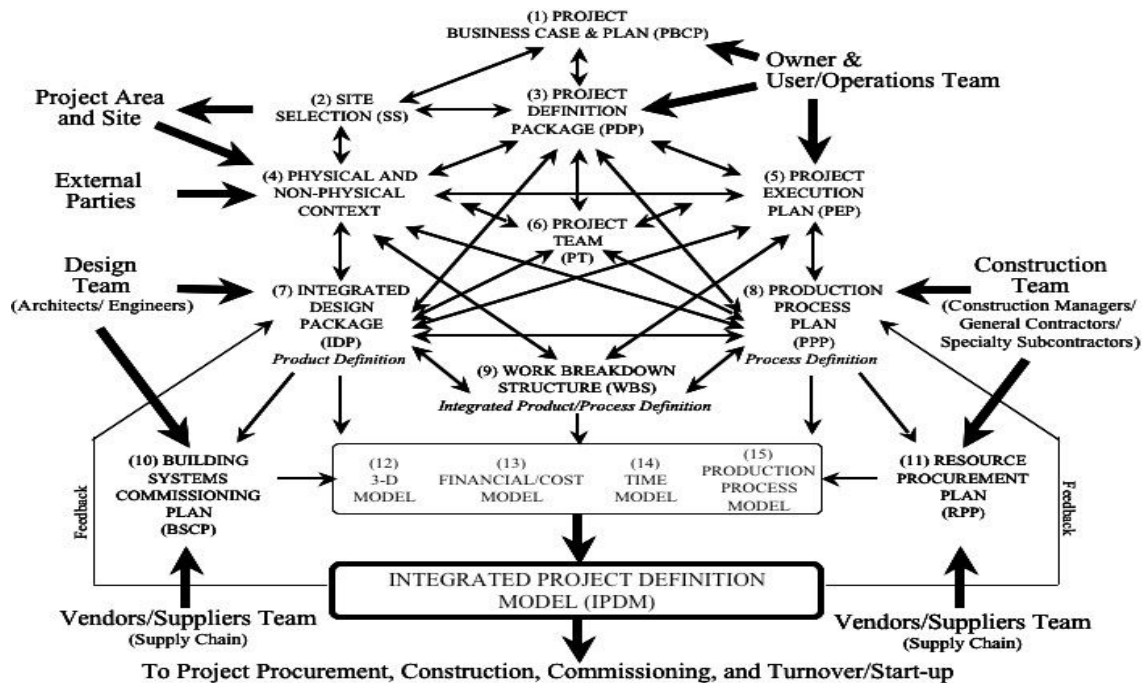 (1) PROJECT
BUSINESS CASE & PLAN (PBCP)
Owner &
User/Operations Team
Project Area
and Site
(2) SITE
SELECTION (SS)
(3) PROJECT
DEFINITION
PACKAGE (PDP)
External
Parties
(4) PHYSICAL AND
NON-PHYSICAL
CONTEXT
(5) PROJECT
EXECUTION
PLAN (PEP)
(6) PROJECT
TEAM
(PT)
Design
Team
(Architects/ Engineers)
(7) INTEGRATED
DESIGN
PACKAGE
(IDP)
Product Definition
(8) PRODUCTION
PROCESS
PLAN
(PPP)
Process Definition
Construction
Team
(Construction Managers/
General Contractors/
Specialty Subcontractors)
(9) WORK BREAKDOWN
STRUCTURE (WBS)
Integrated Product/Process Definition
(10) BUILDING
SYSTEMS
COMMISSIONING
PLAN
(BSCP)
(12)
3-D
MODEL
(13)
FINANCIAL/COST
MODEL
(14)
TIME
MODEL
(15)
PRODUCTION
PROCESS
MODEL
(11) RESOURCE
PROCUREMENT
PLAN
(RPP)
Feedback
Feedback
INTEGRATED PROJECT DEFINITION
MODEL (IPDM)
Vendors/Suppliers Team
(Supply Chain)
Vendors/Suppliers Team
(Supply Chain)
To Project Procurement, Construction, Commissioning, and Turnover/Start-up